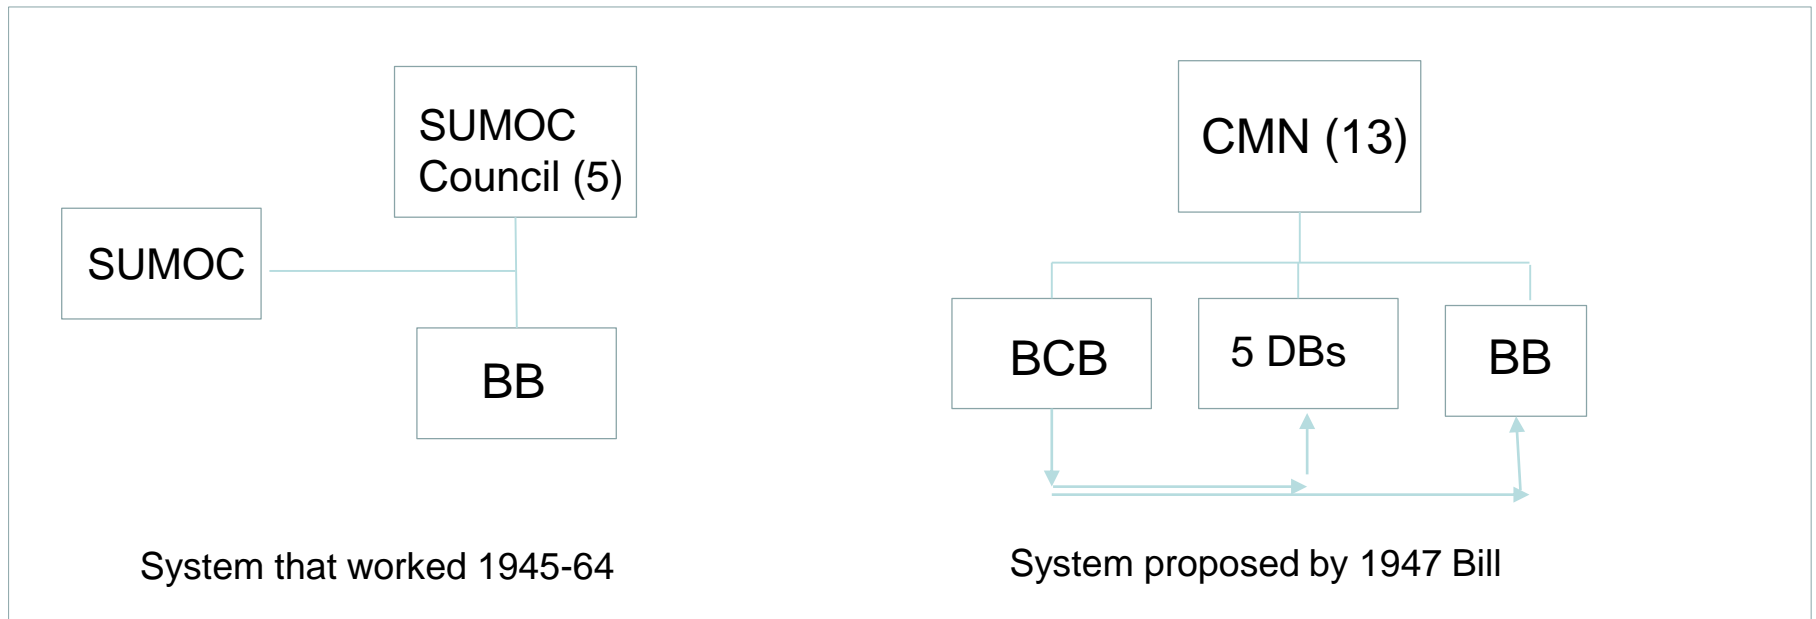 SUMOC
Council (5)
SUMOC
BB
System that worked 1945-64
CMN (13)
BCB
5 DBs
BB
System proposed by 1947 Bill